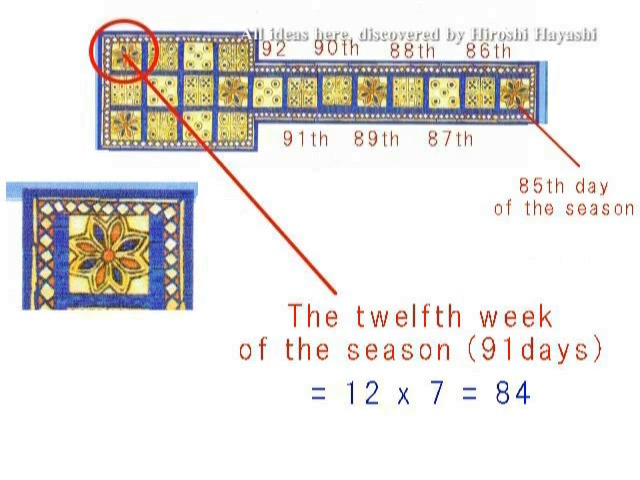 All ideas here, discovered by Hiroshi Hayashi
92 90th 88th 86th
91th 89th 87th
85th day
of the season
The twelfth week
of the season (91days)
= 12 x 7 = 84